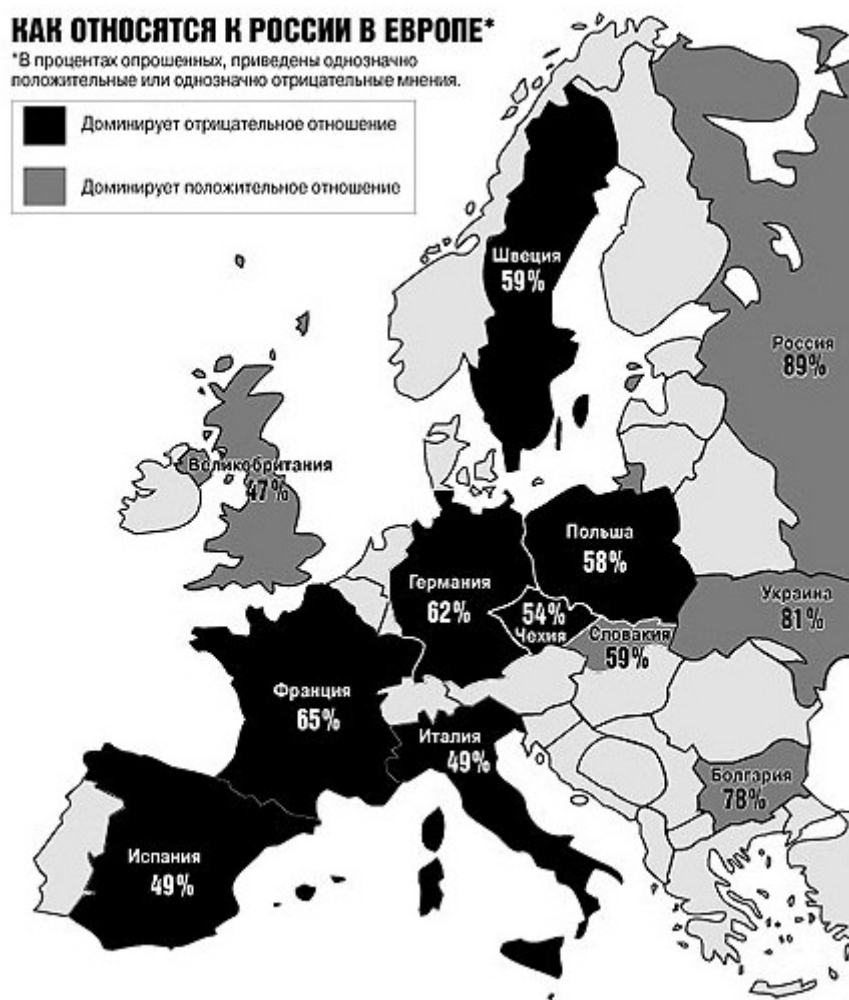 КАК ОТНОСЯТСЯ К РОССИИ В ЕВРОПЕ*
*В процентах опрошенных, приведены однозначно
положительные или однозначно отрицательные мнения.
Доминирует отрицательное отношение
Доминирует положительное отношение
Швеция
59%
Россия
89%
Великобритания
47%
Польша
58%
Германия
62%
54%
Чехия
Украина
81%
Словакия
59%
Франция
65%
Италия
49%
Болгария
78%
Испания
49%